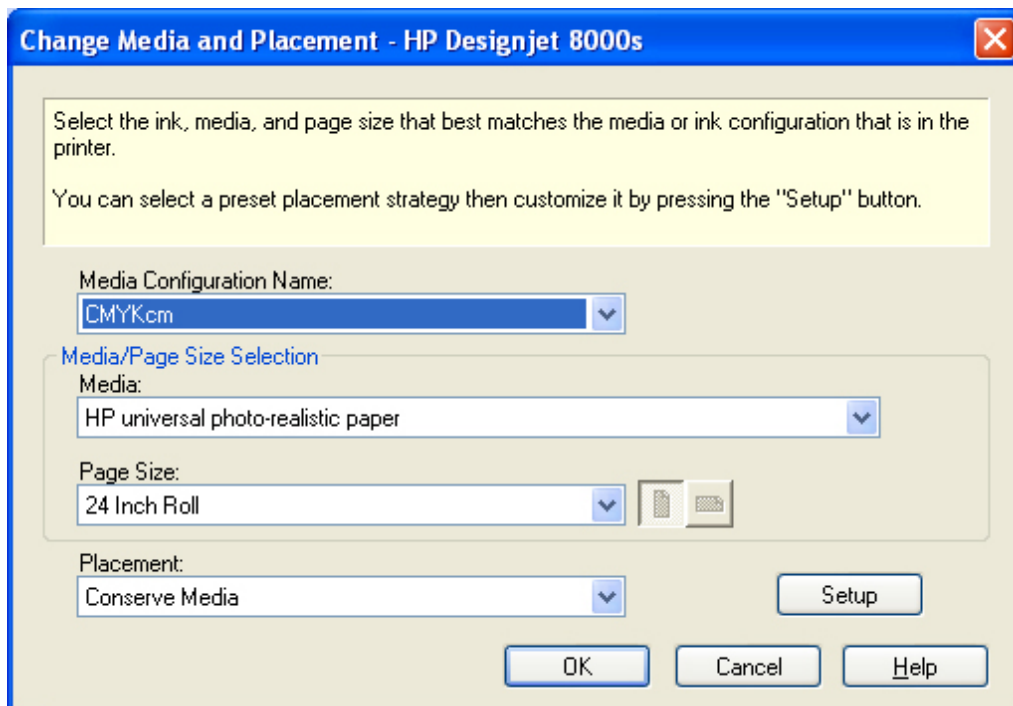 Change Media and Placement - HP Designjet 8000s
Select the ink, media, and page size that best matches the media or ink configuration that is in the
printer.
You can select a preset placement strategy then customize it by pressing the "Setup" button.
Media Configuration Name:
CMYKcm
Media/Page Size Selection
Media:
HP universal photo-realistic paper
Page Size:
24 Inch Roll
Placement:
Conserve Media
Setup
OK Cancel Help